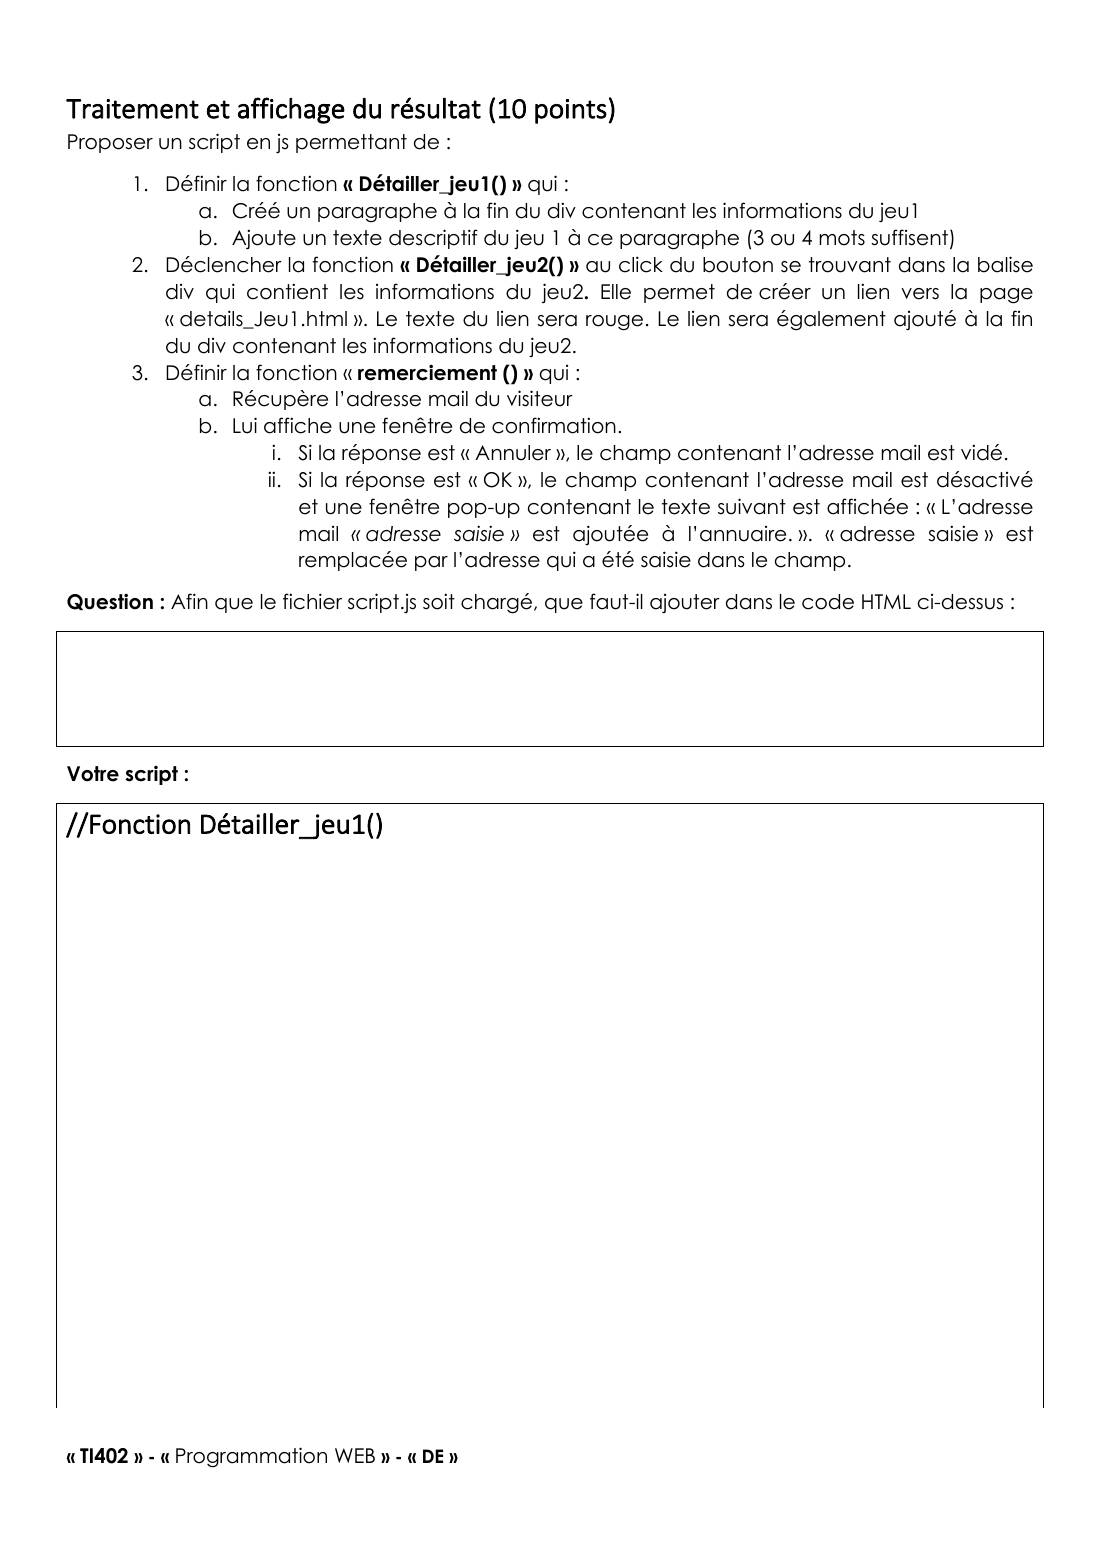 Traitement et affichage du résultat (10 points)
Proposer un script en js permettant de :
1. Définir la fonction « Détailler_jeu1() » qui :
a. Créé un paragraphe à la fin du div contenant les informations du jeu1
b. Ajoute un texte descriptif du jeu 1 à ce paragraphe (3 ou 4 mots suffisent)
2. Déclencher la fonction « Détailler_jeu2() » au click du bouton se trouvant dans la balise
div qui contient les informations du jeu2. Elle permet de créer un lien vers la page
« details_Jeu1.html ». Le texte du lien sera rouge. Le lien sera également ajouté à la fin
du div contenant les informations du jeu2.
3. Définir la fonction « remerciement () » qui :
a. Récupère l’adresse mail du visiteur
b. Lui affiche une fenêtre de confirmation.
i. Si la réponse est « Annuler », le champ contenant l’adresse mail est vidé.
ii. Si la réponse est « OK », le champ contenant l’adresse mail est désactivé
et une fenêtre pop-up contenant le texte suivant est affichée : « L’adresse
mail « adresse saisie » est ajoutée à l’annuaire. ». « adresse saisie » est
remplacée par l’adresse qui a été saisie dans le champ.
Question : Afin que le fichier script.js soit chargé, que faut-il ajouter dans le code HTML ci-dessus :
Votre script :
//Fonction Détailler_jeu1()
« TI402 » - « Programmation WEB » - « DE »